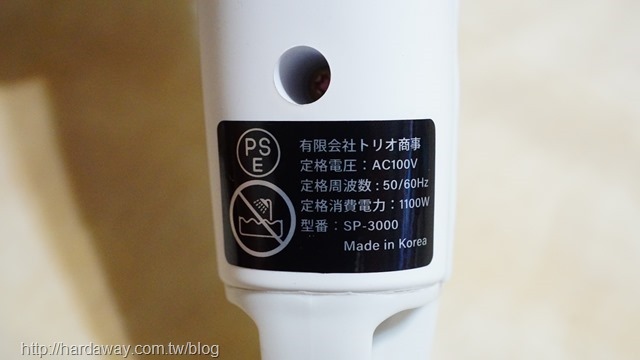 PS
E
有限会社トリオ商事
定格電圧：AC100V
定格周波数：50/60Hz
定格消費電力：1100W
型番：SP-3000
Made in Korea
http://hardaway.com.tw/blog